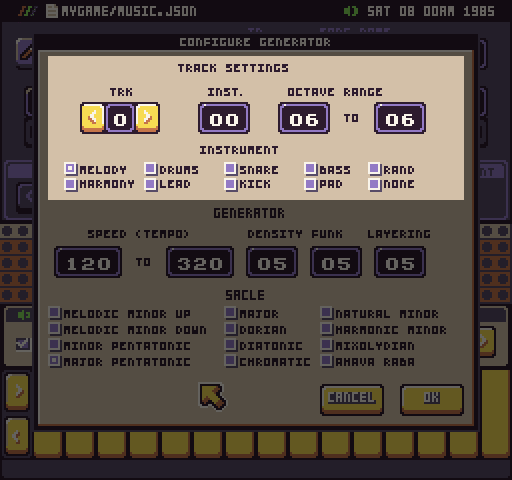 MYGAME/MUSIC.JSON SAT 08 00AM 1985
CONFIGURE GENERATOR
TRACK SETTINGS
TRK INST. OCTAVE RANGE
0 00 06 TO 06
INSTRUMENT
MELODY DRUMS SNARE BASS RAND
HARMONY LEAD KICK PAD NONE
GENERATOR
SPEED (TEMPO) DENSITY FUNK LAYERING
120 TO 320 05 05 05
SACLE
MELODIC MINOR UP MAJOR NATURAL MINOR
MELODIC MINOR DOWN DORIAN HARMONIC MINOR
MINOR PENTATONIC DIATONIC MIXOLYDIAN
MAJOR PENTATONIC CHROMATIC AHAVA RABA
CANCEL OK